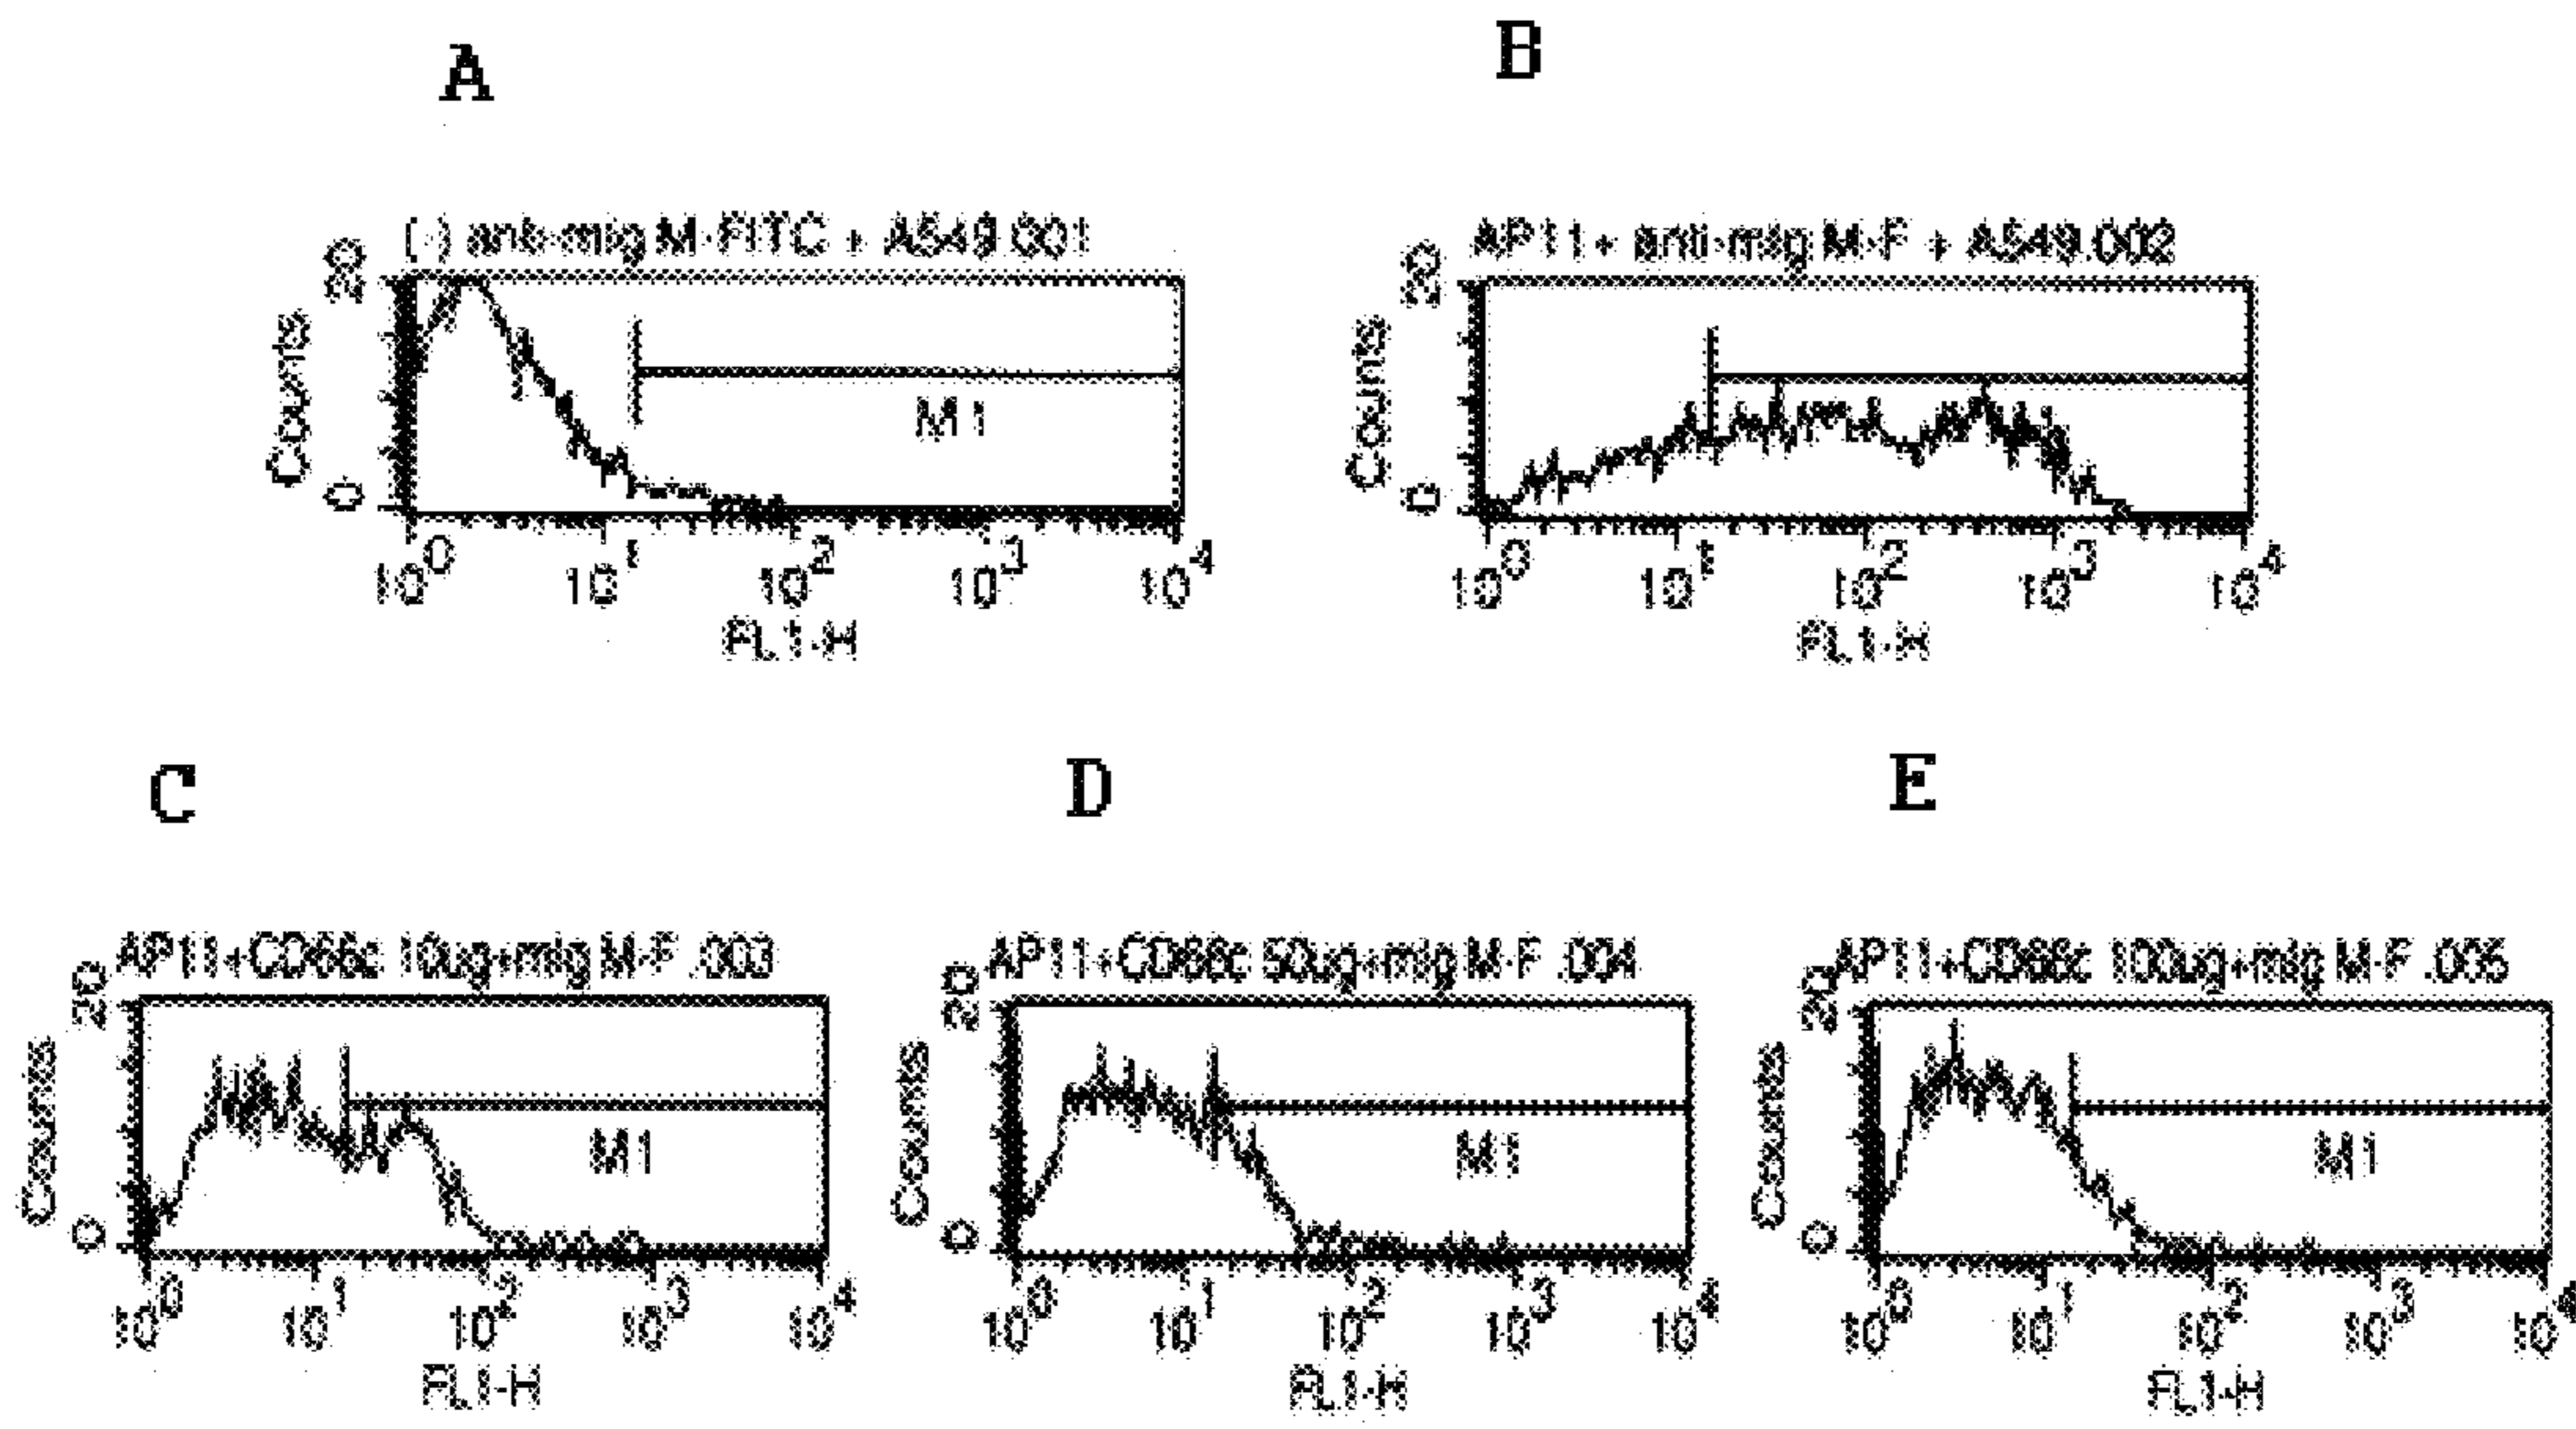 A
B
(-) anti-mIg M-FITC + A549.001
AP11+ anti-mIg M-F + A549.002
20
Counts
0
M1
10^0 10^1 10^2 10^3 10^4
FL1-H
20
Counts
0
10^0 10^1 10^2 10^3 10^4
FL1-H
C
D
E
AP11+CD66c 10ug+mIg M-F .003
AP11+CD66c 50ug+mIg M-F .004
AP11+CD66c 100ug+mIg M-F .005
20
Counts
0
M1
10^0 10^1 10^2 10^3 10^4
FL1-H
20
Counts
0
M1
10^0 10^1 10^2 10^3 10^4
FL1-H
20
Counts
0
M1
10^0 10^1 10^2 10^3 10^4
FL1-H